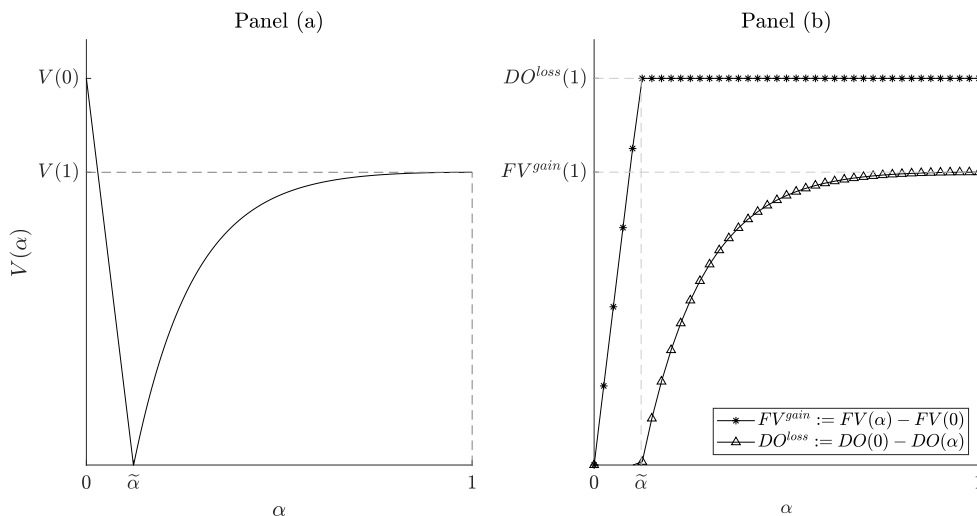 Panel (a)
V(0)
V(1)
V(α)
0
α̃
1
α
Panel (b)
DO^{loss}(1)
FV^{gain}(1)
FV^{gain} := FV(α) − FV(0)
DO^{loss} := DO(0) − DO(α)
0
α̃
1
α